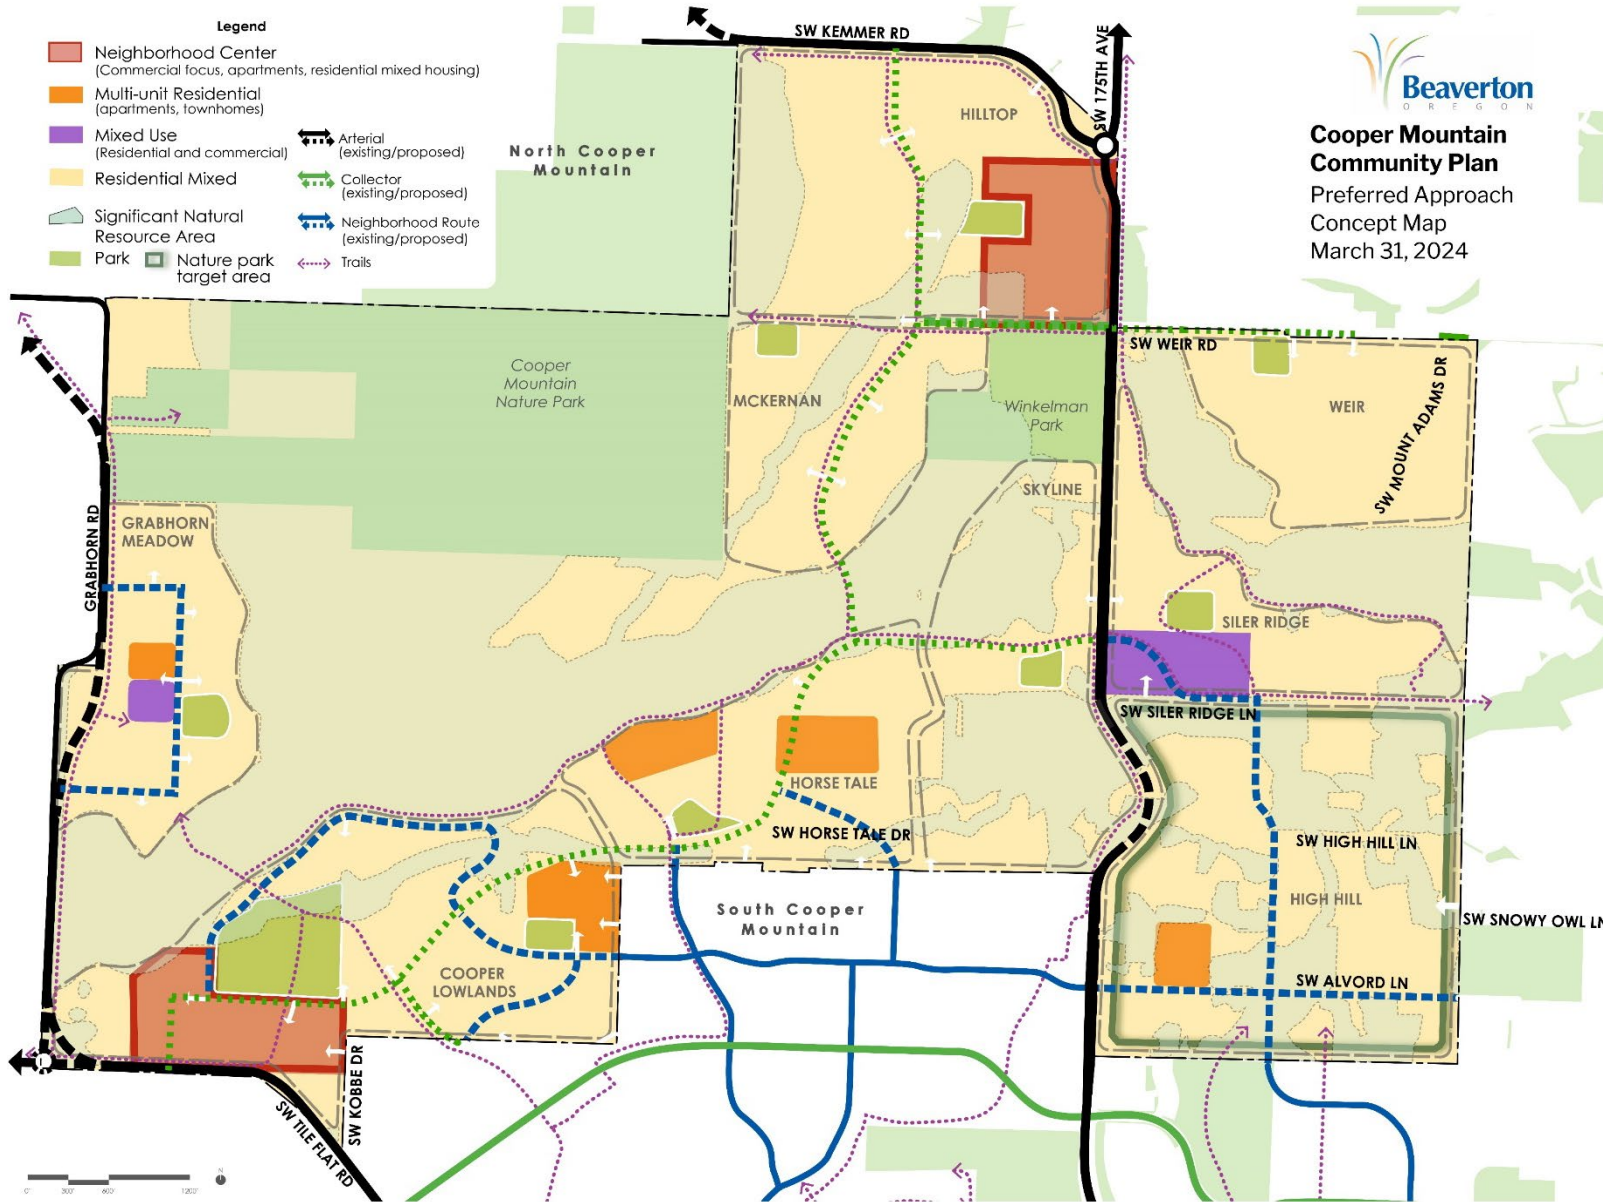 Legend
Neighborhood Center
(Commercial focus, apartments, residential mixed housing)
Multi-unit Residential
(apartments, townhomes)
Mixed Use
(Residential and commercial)
Residential Mixed
Significant Natural
Resource Area
Park
Nature park
target area
Arterial
(existing/proposed)
Collector
(existing/proposed)
Neighborhood Route
(existing/proposed)
Trails
Beaverton
OREGON
Cooper Mountain
Community Plan
Preferred Approach
Concept Map
March 31, 2024
SW KEMMER RD
SW 175TH AVE
HILLTOP
North Cooper
Mountain
SW WEIR RD
Cooper
Mountain
Nature Park
MCKERNAN
Winkelman
Park
WEIR
SW MOUNT ADAMS DR
SKYLINE
GRABHORN
MEADOW
GRABHORN RD
SILER RIDGE
SW SILER RIDGE LN
HORSE TALE
SW HORSE TALE DR
SW HIGH HILL LN
HIGH HILL
SW SNOWY OWL LN
South Cooper
Mountain
COOPER
LOWLANDS
SW ALVORD LN
SW KOBBE DR
SW TILE FLAT RD
0'
300'
600'
1200'
N